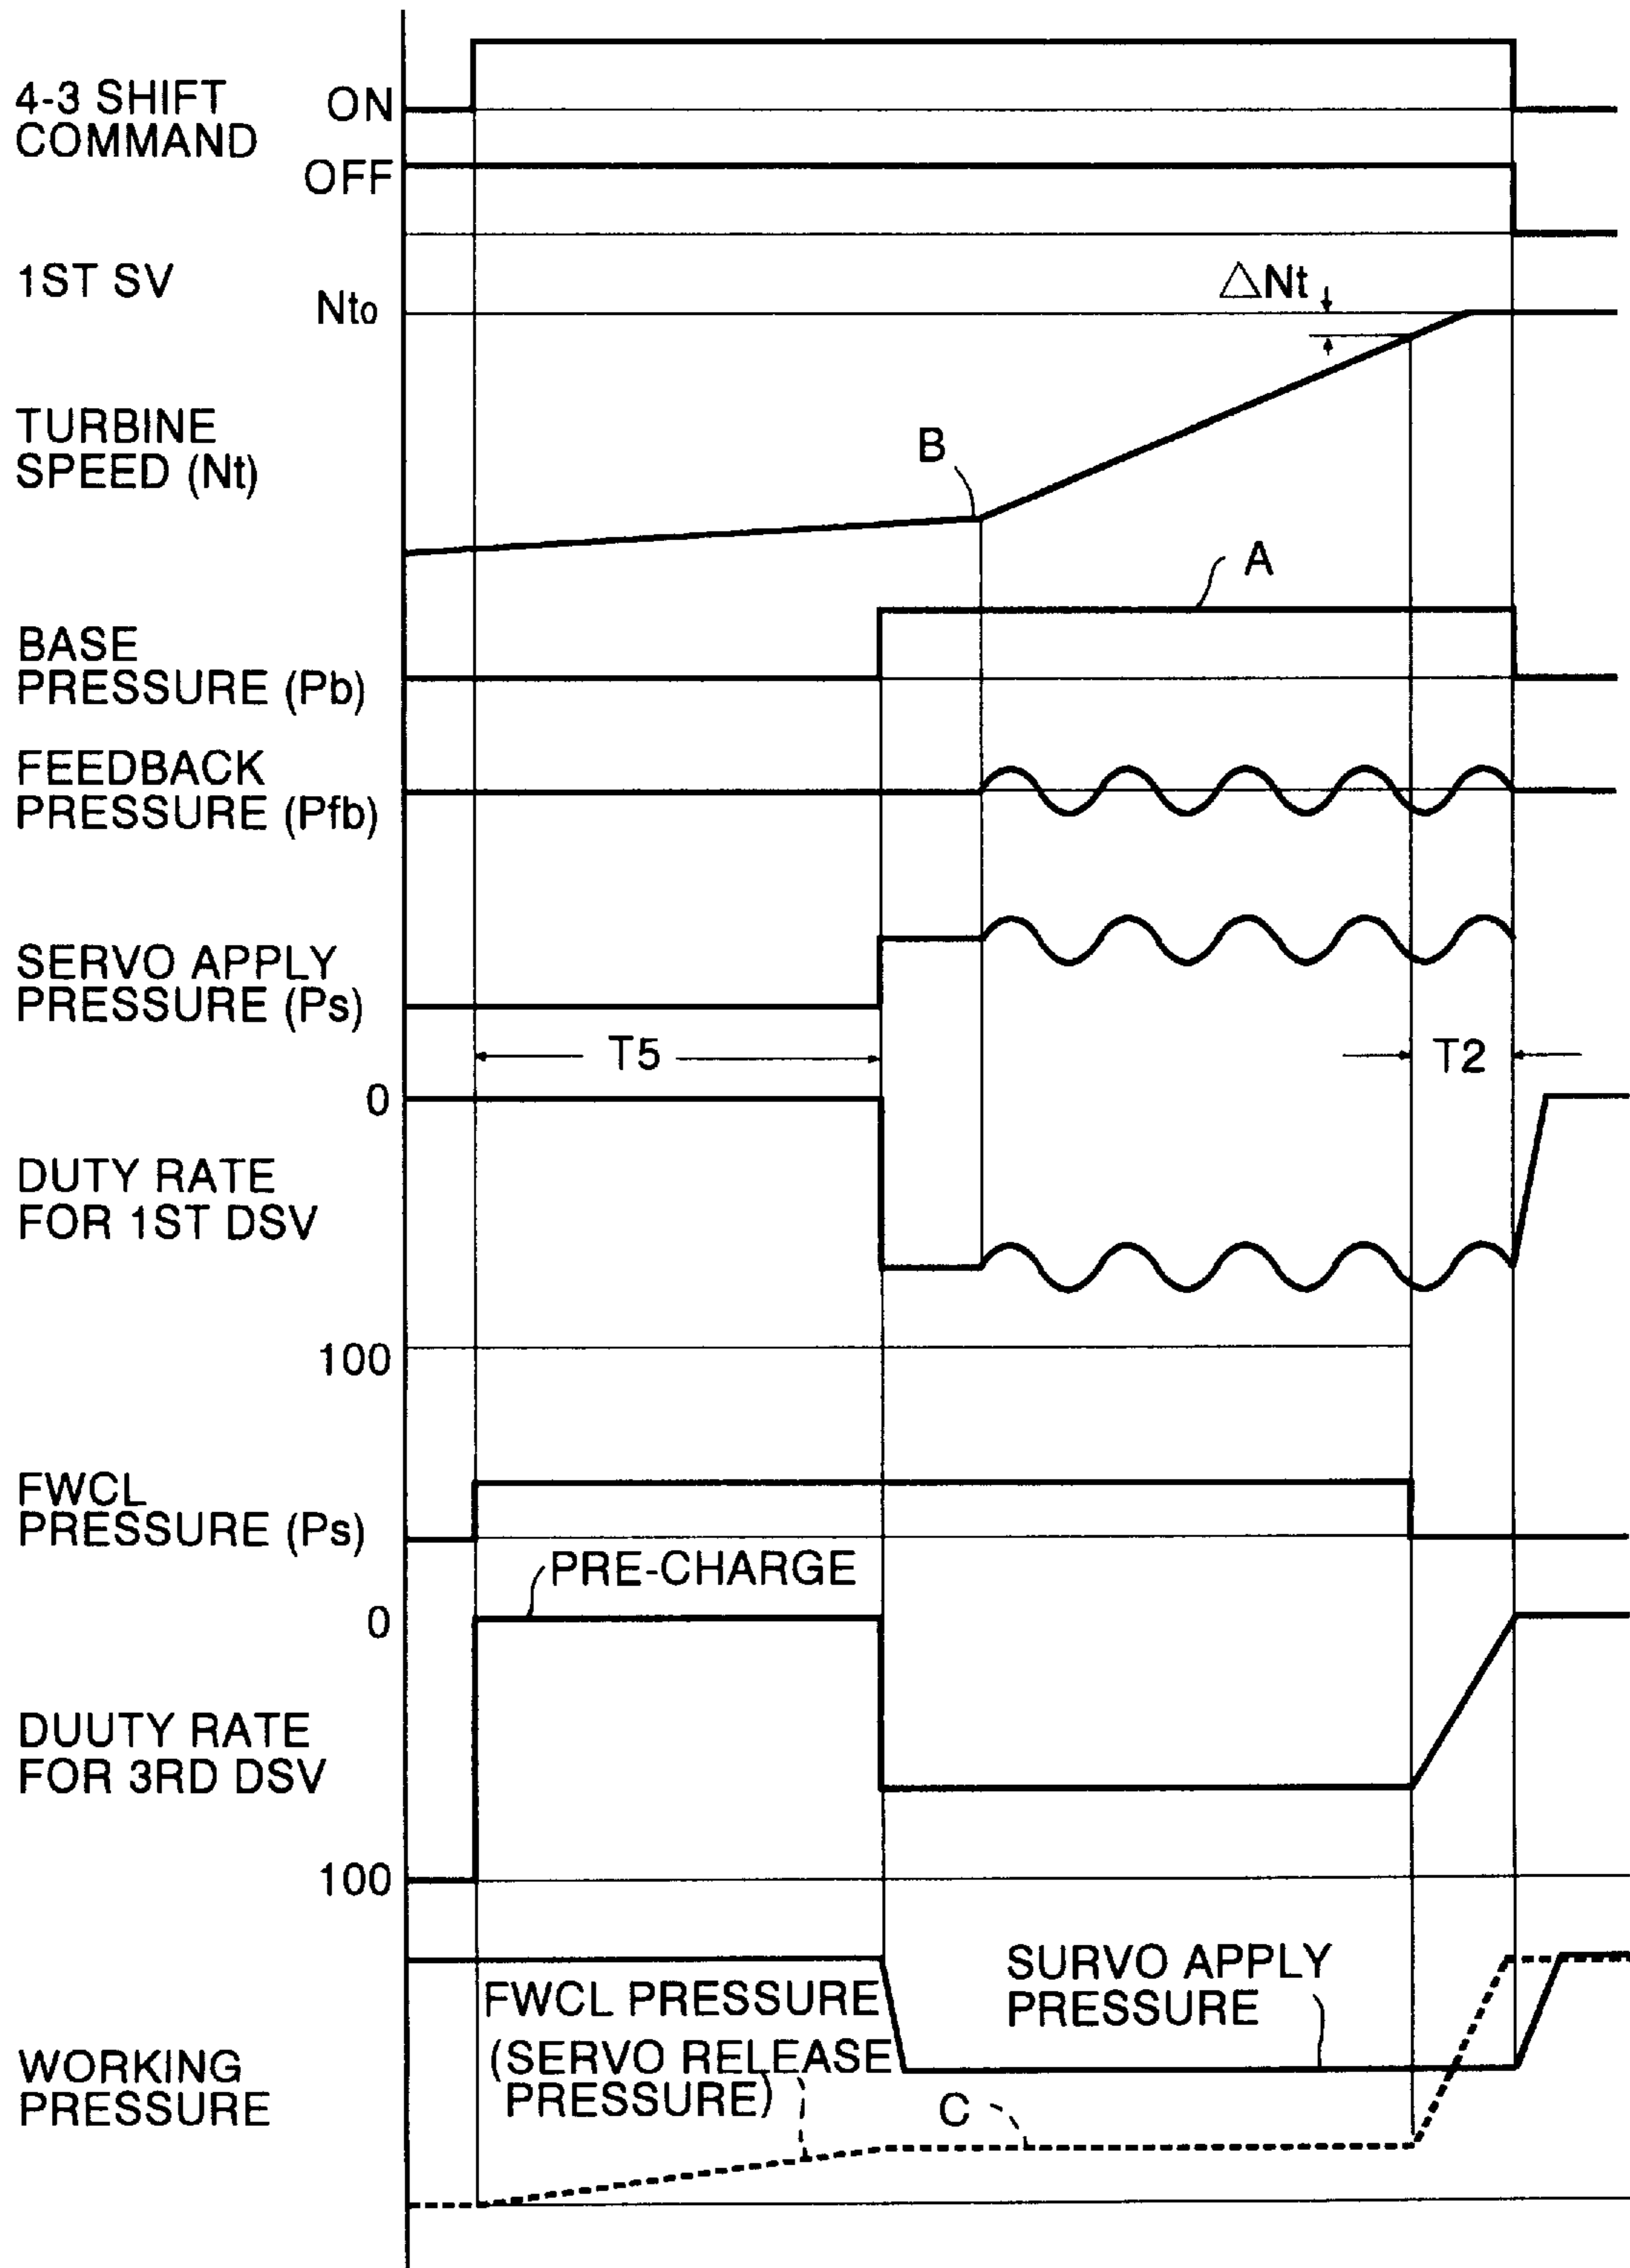 4-3 SHIFT
COMMAND
ON
OFF
1ST SV
Nt0
△Nt
TURBINE
SPEED (Nt)
B
A
BASE
PRESSURE (Pb)
FEEDBACK
PRESSURE (Pfb)
SERVO APPLY
PRESSURE (Ps)
T5
T2
0
DUTY RATE
FOR 1ST DSV
100
FWCL
PRESSURE (Ps)
PRE-CHARGE
0
DUUTY RATE
FOR 3RD DSV
100
SURVO APPLY
PRESSURE
FWCL PRESSURE
(SERVO RELEASE
PRESSURE)
WORKING
PRESSURE
C